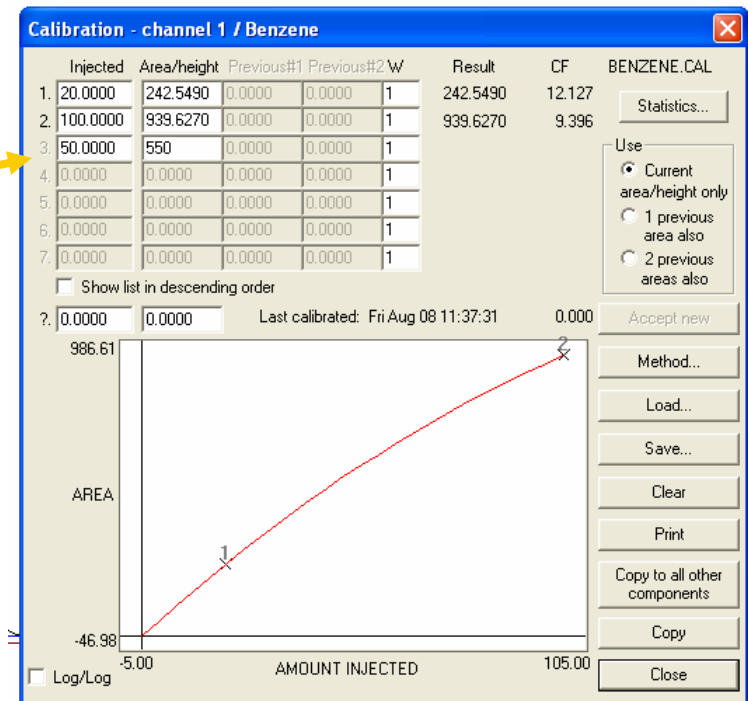 Calibration - channel 1 / Benzene
Injected Area/height Previous#1 Previous#2 W Result CF BENZENE.CAL
1. 20.0000 242.5490 0.0000 0.0000 1 242.5490 12.127
2. 100.0000 939.6270 0.0000 0.0000 1 939.6270 9.396
3. 50.0000 550 0.0000 0.0000 1
4. 0.0000 0.0000 0.0000 0.0000 1
5. 0.0000 0.0000 0.0000 0.0000 1
6. 0.0000 0.0000 0.0000 0.0000 1
7. 0.0000 0.0000 0.0000 0.0000 1
Statistics...
Use
Current
area/height only
1 previous
area also
2 previous
areas also
Show list in descending order
?. 0.0000 0.0000 Last calibrated: Fri Aug 08 11:37:31 0.000
Accept new
Method...
Load...
Save...
Clear
Print
Copy to all other
components
Copy
Close
986.61
2
AREA
1
-46.98
-5.00 AMOUNT INJECTED 105.00
Log/Log